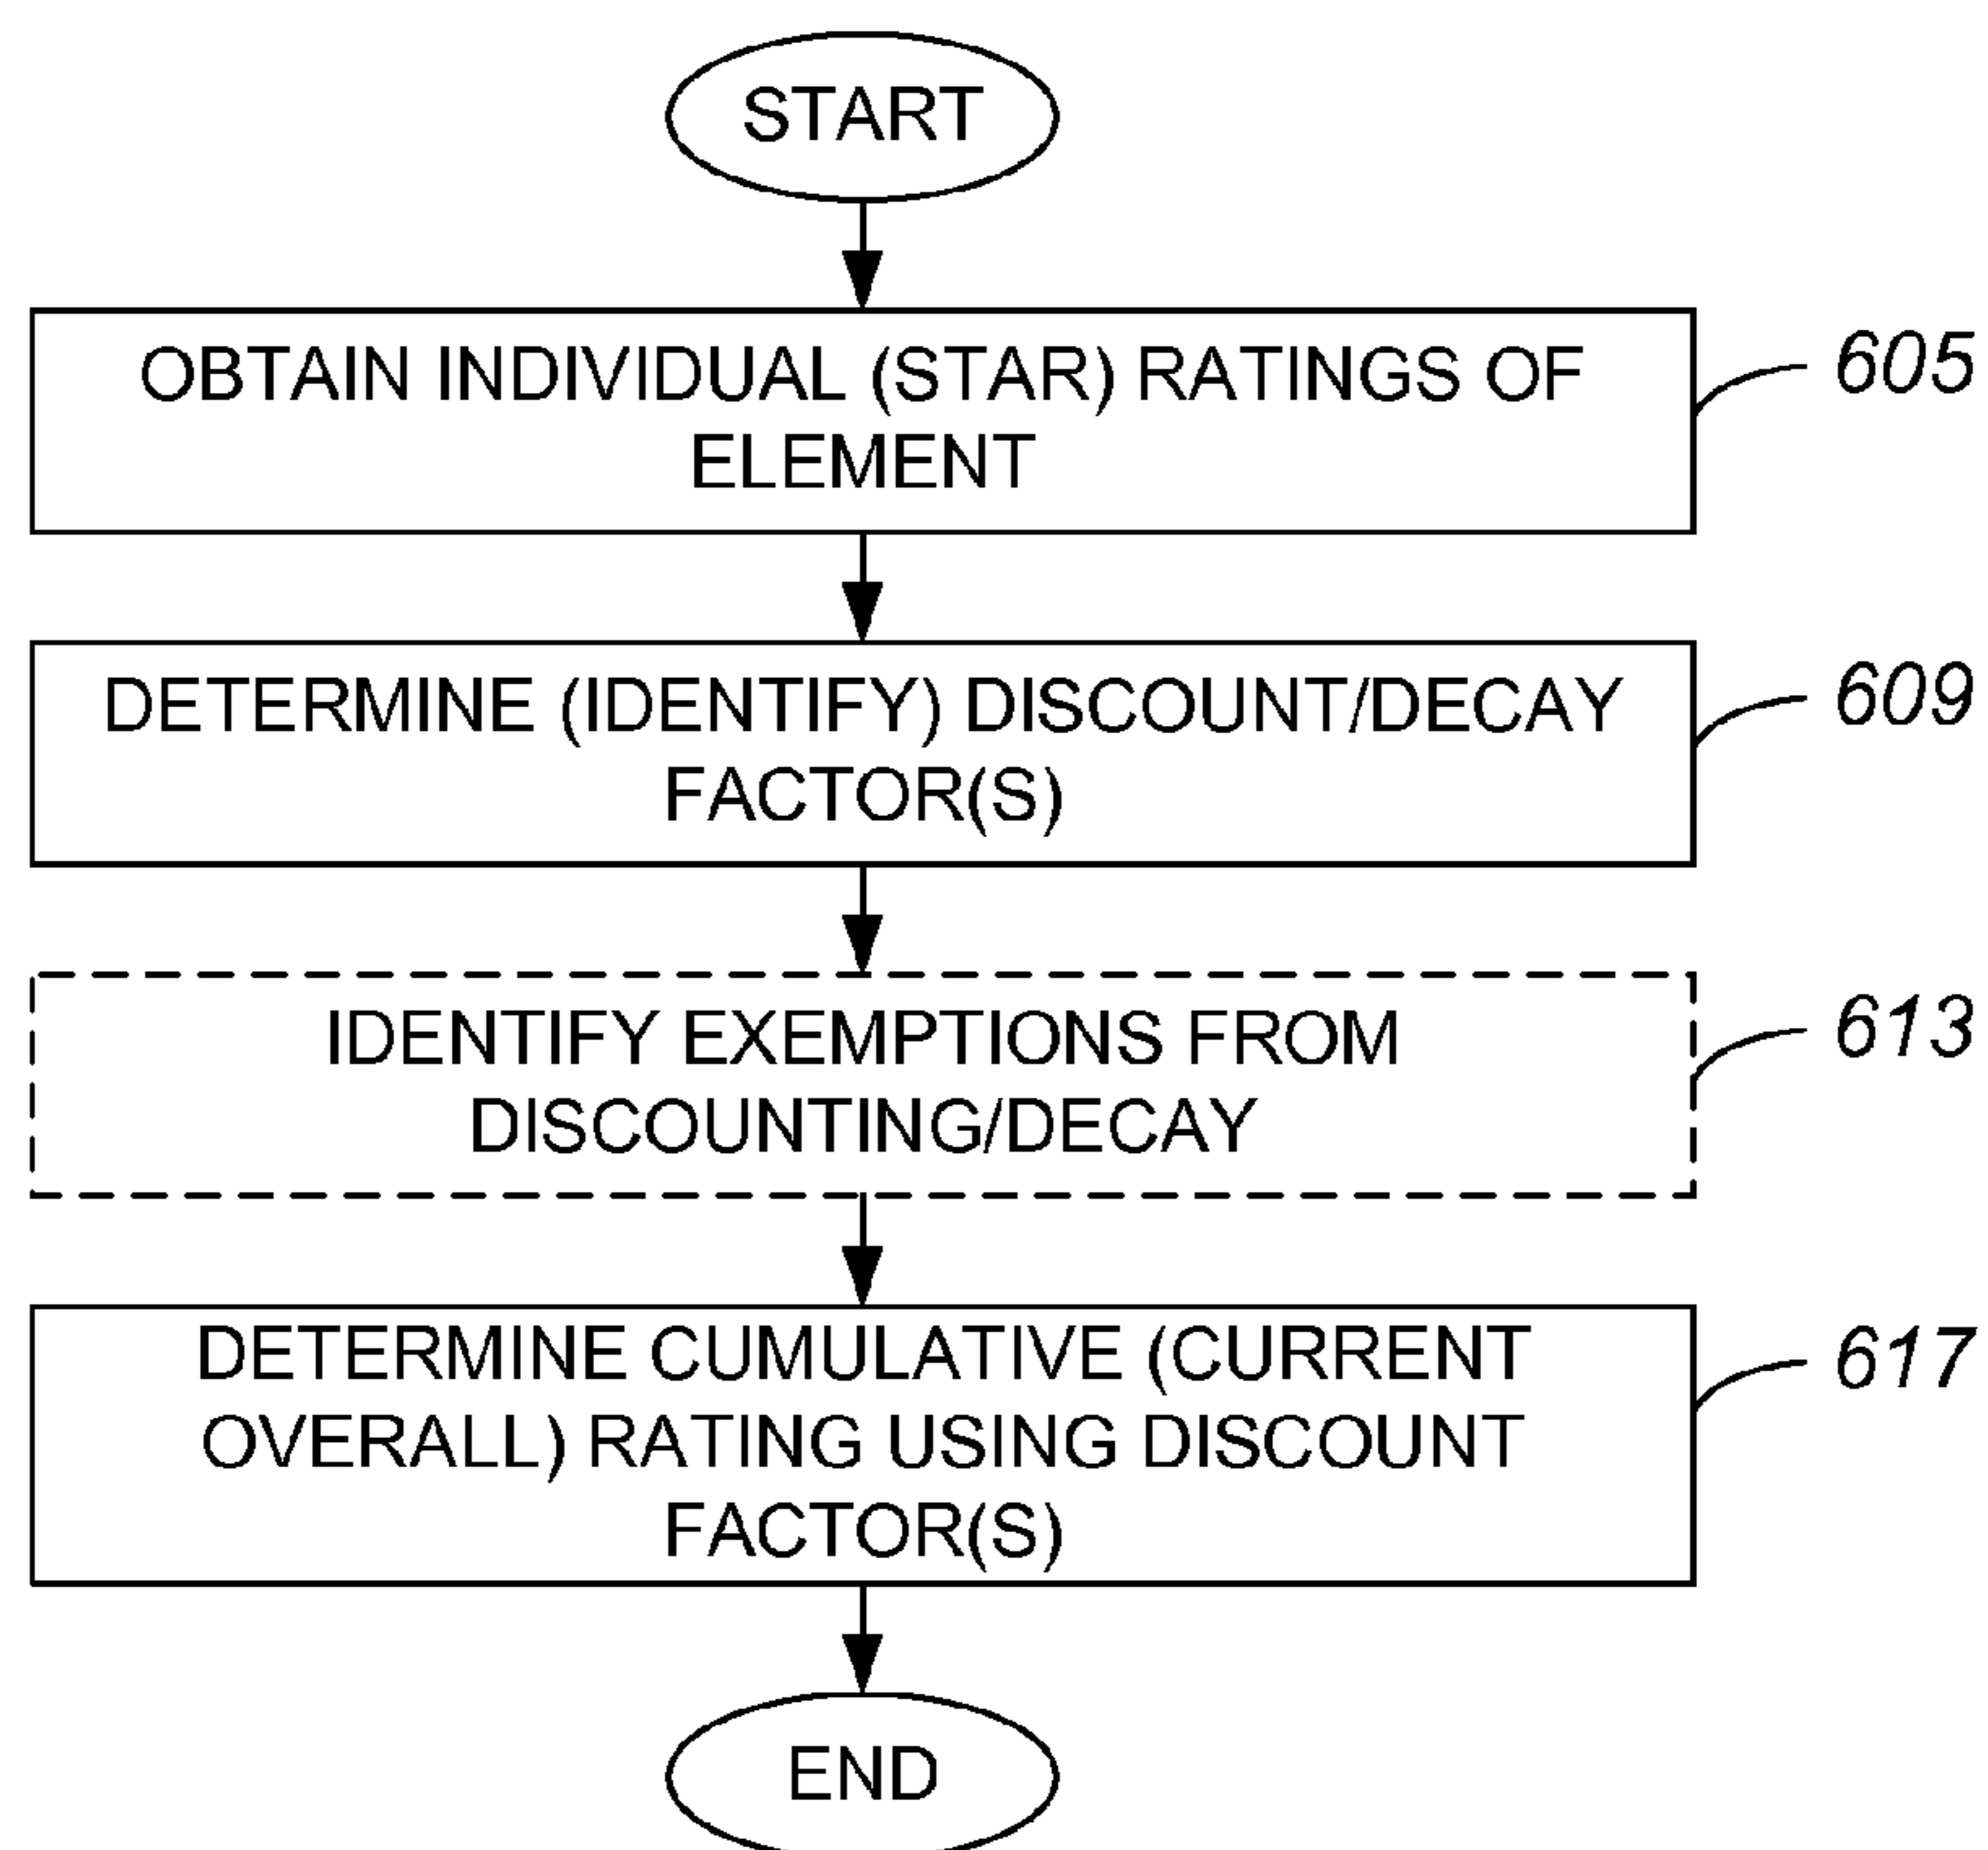 START
OBTAIN INDIVIDUAL (STAR) RATINGS OF
ELEMENT
605
DETERMINE (IDENTIFY) DISCOUNT/DECAY
FACTOR(S)
609
IDENTIFY EXEMPTIONS FROM
DISCOUNTING/DECAY
613
DETERMINE CUMULATIVE (CURRENT
OVERALL) RATING USING DISCOUNT
FACTOR(S)
617
END